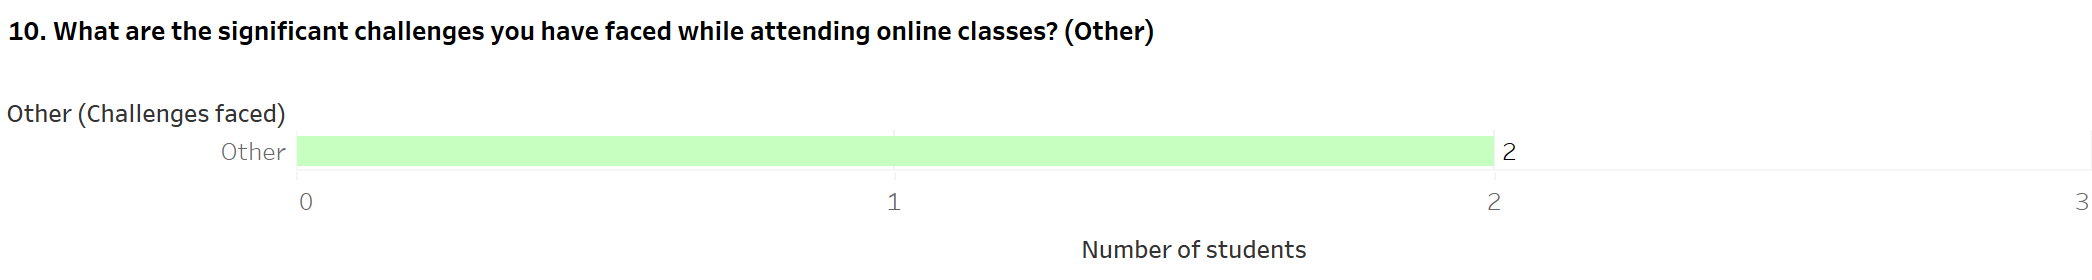 10. What are the significant challenges you have faced while attending online classes? (Other)
Other (Challenges faced)
Other 2
0 1 2 3
Number of students